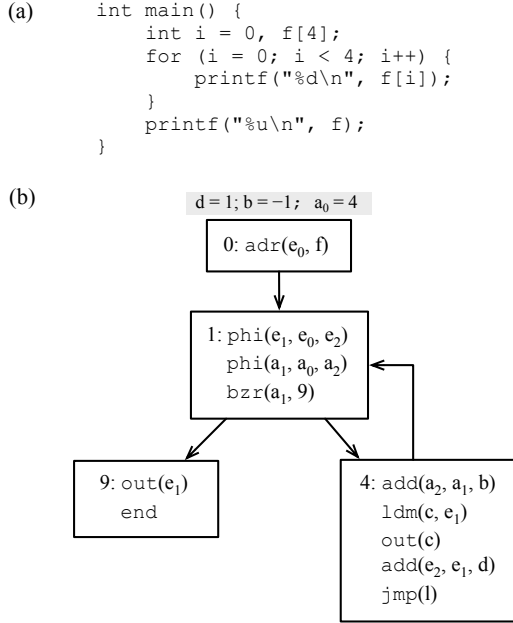 (a)
int main() {
int i = 0, f[4];
for (i = 0; i < 4; i++) {
printf("%d\n", f[i]);
}
printf("%u\n", f);
}
(b)
d = 1; b = −1; a₀ = 4
0: adr(e₀, f)
1: phi(e₁, e₀, e₂)
phi(a₁, a₀, a₂)
bzr(a₁, 9)
9: out(e₁)
end
4: add(a₂, a₁, b)
ldm(c, e₁)
out(c)
add(e₂, e₁, d)
jmp(l)